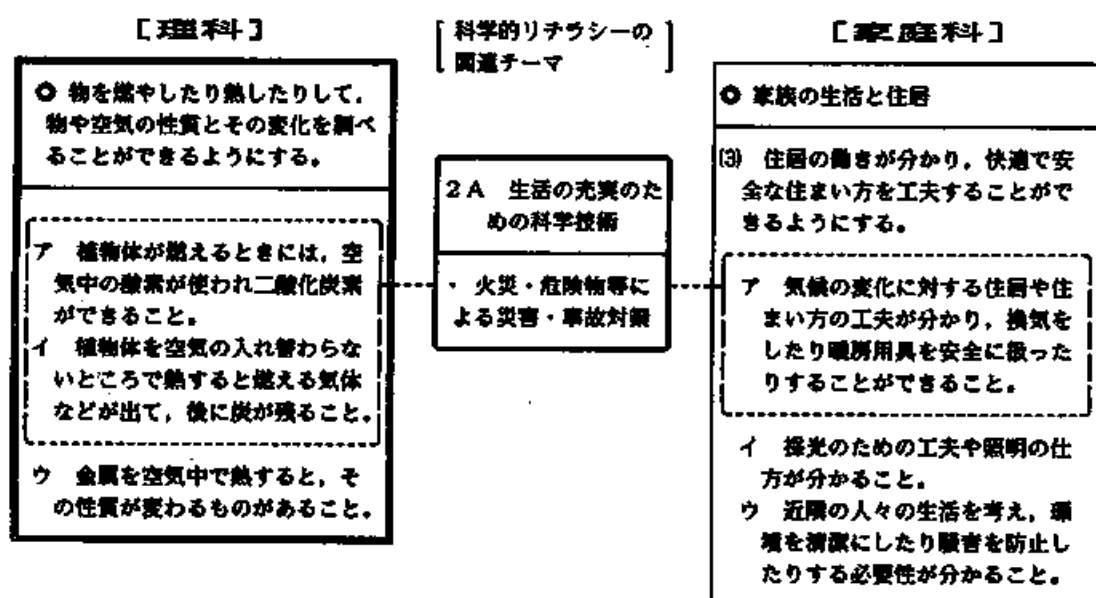 ［理科］
◎ 物を燃やしたり熱したりして，
物や空気の性質とその変化を調べ
ることができるようにする。
ア 植物体が燃えるときには，空
気中の酸素が使われ二酸化炭素
ができること。
イ 植物体を空気の入れ替わらな
いところで熱すると燃える気体
などが出て，後に炭が残ること。
ウ 金属を空気中で熱すると，そ
の性質が変わるものがあること。
科学的リチラシーの
関連テーマ
２Ａ 生活の充実のた
めの科学技術
・ 火災・危険物等に
よる災害・事故対策
［家庭科］
◎ 家族の生活と住居
(3) 住居の働きが分かり，快適で安
全な住まい方を工夫することがで
きるようにする。
ア 気候の変化に対する住居や住
まい方の工夫が分かり，換気を
したり暖房用具を安全に扱った
りすることができること。
イ 採光のための工夫や照明の仕
方が分かること。
ウ 近隣の人々の生活を考え，環
境を清潔にしたり騒音を防止し
たりする必要性が分かること。